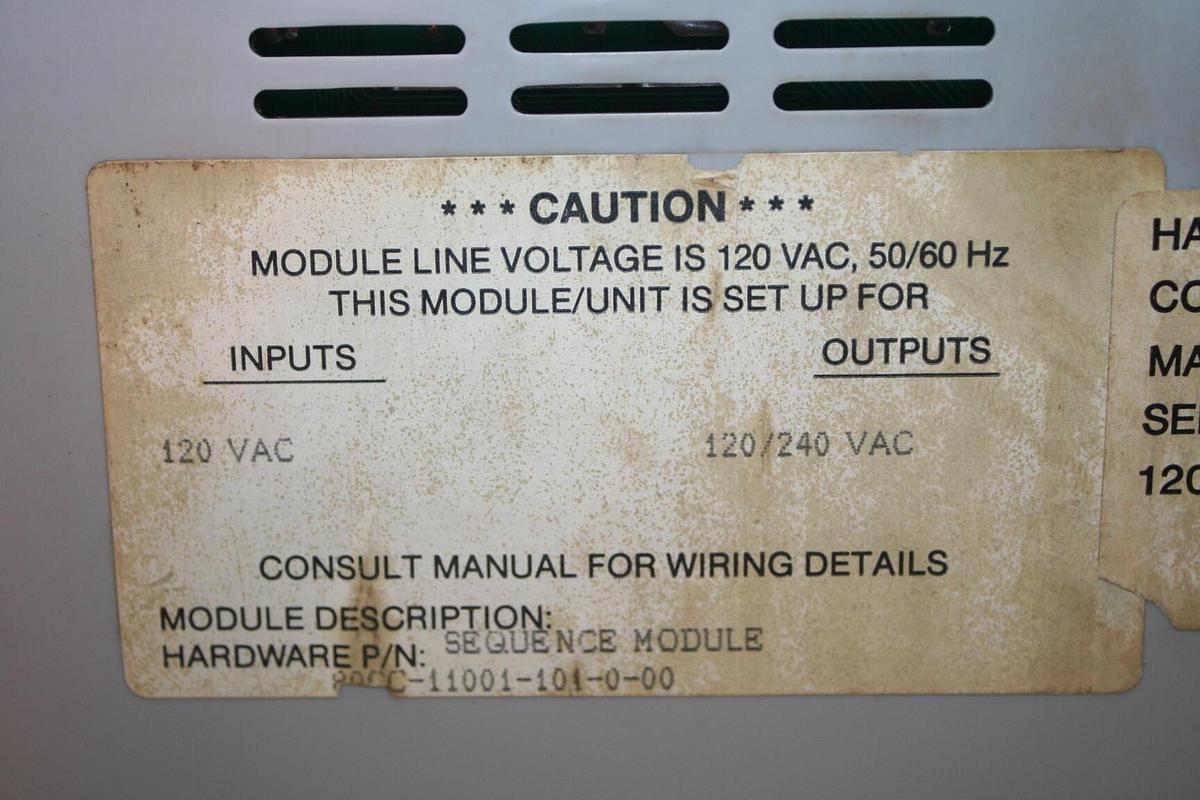 * * * CAUTION * * *
MODULE LINE VOLTAGE IS 120 VAC, 50/60 Hz
THIS MODULE/UNIT IS SET UP FOR
INPUTS OUTPUTS
120 VAC 120/240 VAC
CONSULT MANUAL FOR WIRING DETAILS
MODULE DESCRIPTION:
SEQUENCE MODULE
HARDWARE P/N:
-11001-101-0-00
HA
CO
MA
SE
120